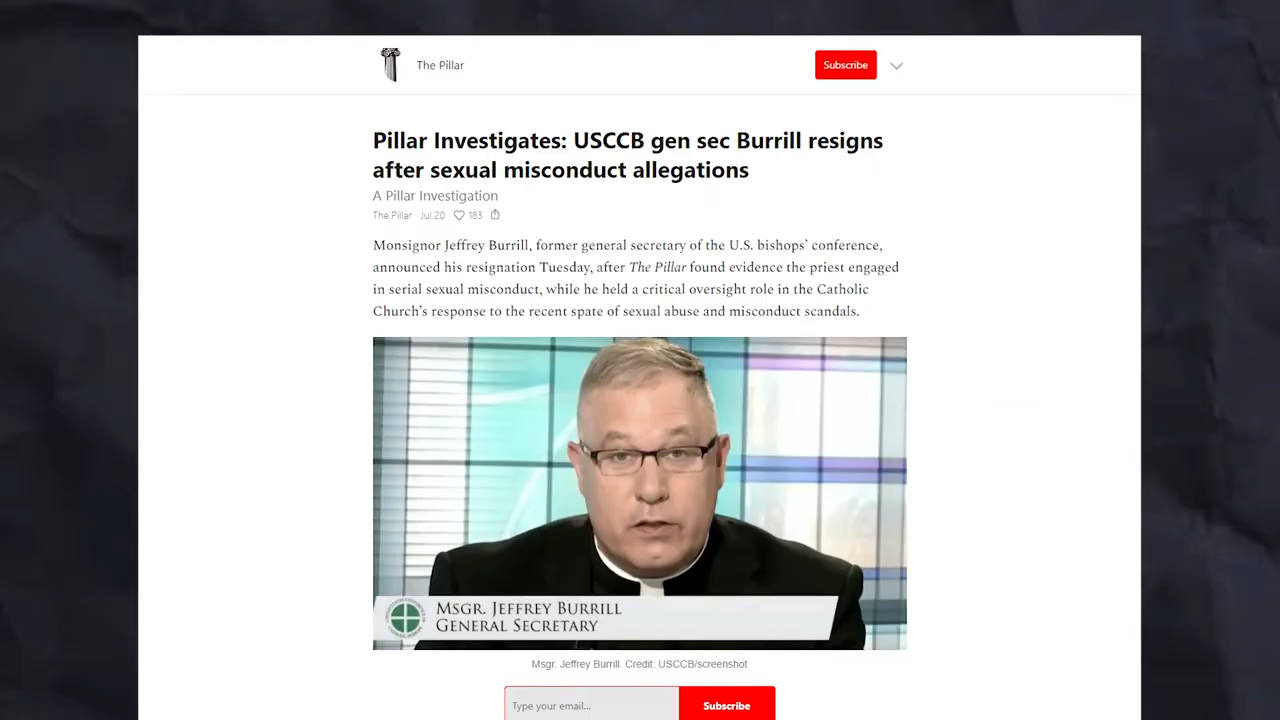 The Pillar
Subscribe
Pillar Investigates: USCCB gen sec Burrill resigns
after sexual misconduct allegations
A Pillar Investigation
The Pillar Jul 20 183
Monsignor Jeffrey Burrill, former general secretary of the U.S. bishops’ conference,
announced his resignation Tuesday, after The Pillar found evidence the priest engaged
in serial sexual misconduct, while he held a critical oversight role in the Catholic
Church’s response to the recent spate of sexual abuse and misconduct scandals.
MSGR. JEFFREY BURRILL
GENERAL SECRETARY
Msgr. Jeffrey Burrill. Credit: USCCB/screenshot
Type your email...
Subscribe